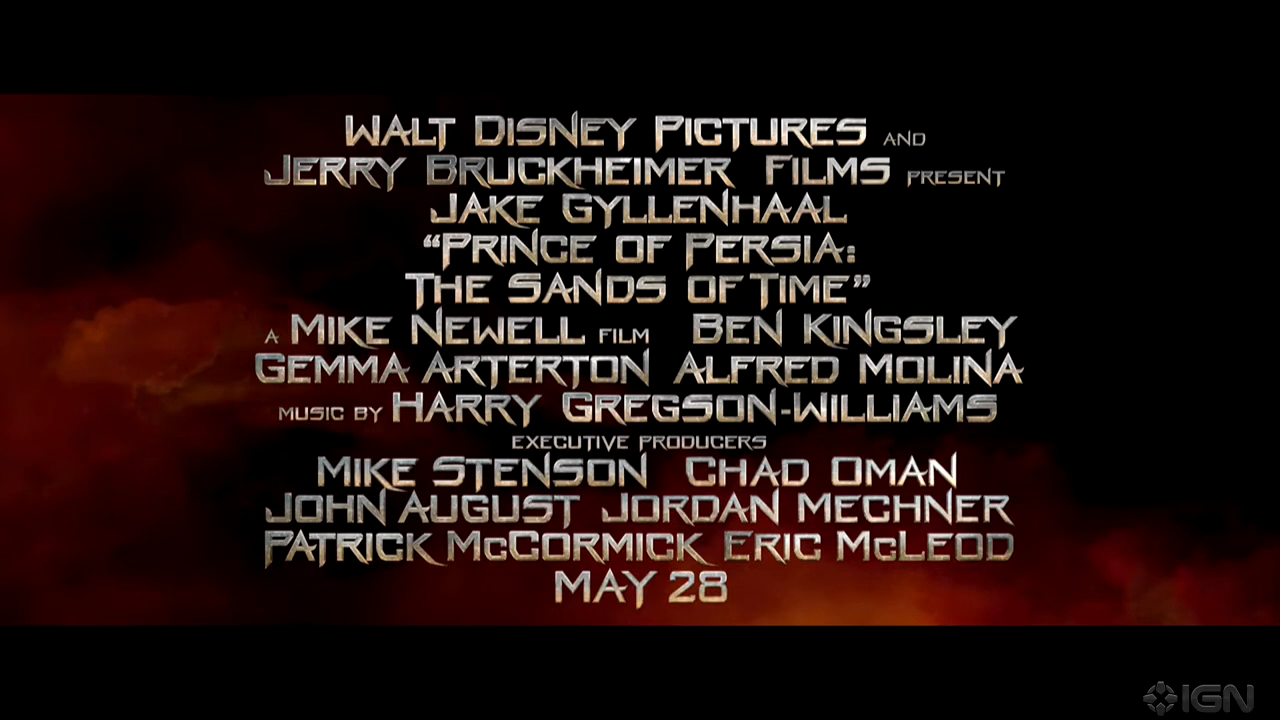 WALT DISNEY PICTURES AND
JERRY BRUCKHEIMER FILMS PRESENT
JAKE GYLLENHAAL
“PRINCE OF PERSIA:
THE SANDS OF TIME”
A MIKE NEWELL FILM BEN KINGSLEY
GEMMA ARTERTON ALFRED MOLINA
MUSIC BY HARRY GREGSON-WILLIAMS
EXECUTIVE PRODUCERS
MIKE STENSON CHAD OMAN
JOHN AUGUST JORDAN MECHNER
PATRICK McCORMICK ERIC McLEOD
MAY 28
IGN